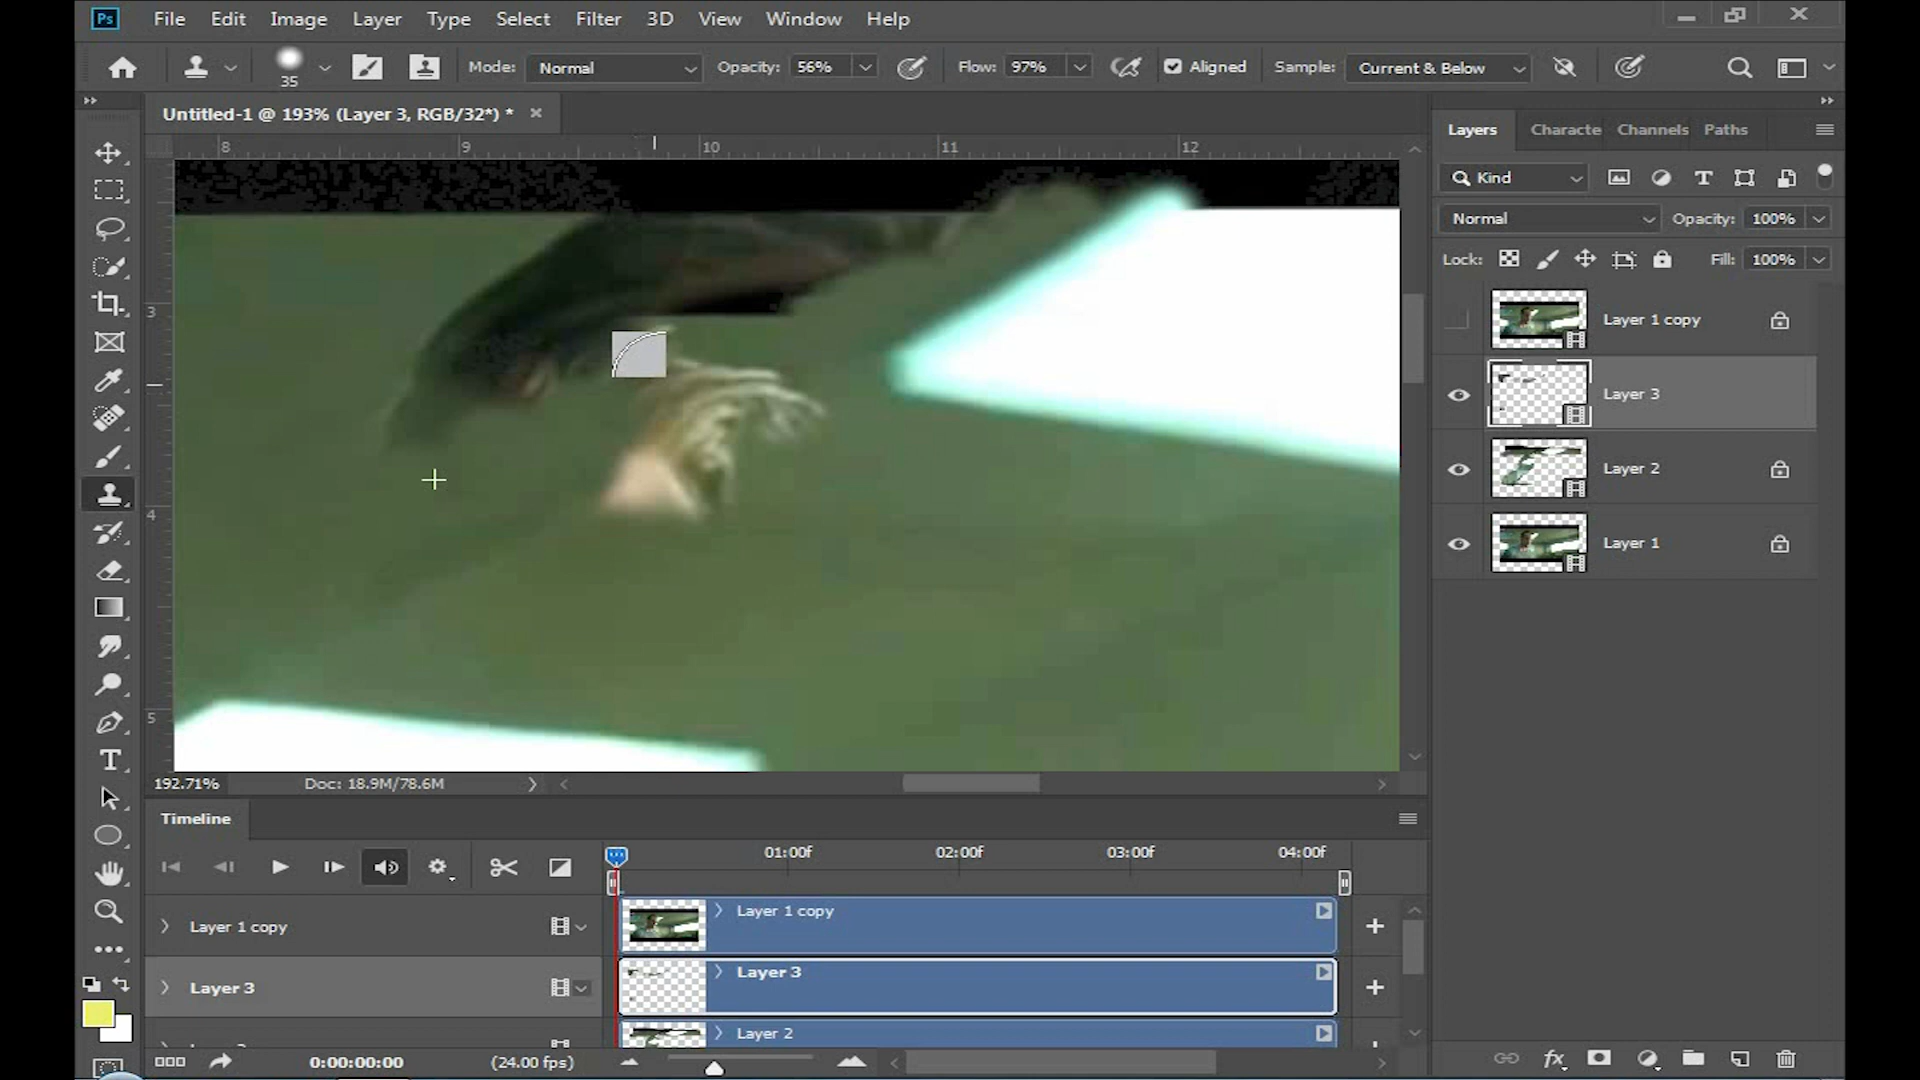 Ps File Edit Image Layer Type Select Filter 3D View Window Help
35 Mode: Normal Opacity: 56% Flow: 97% Aligned Sample: Current & Below
Untitled-1 @ 193% (Layer 3, RGB/32*) *
8 9 10 11 12
3
4
5
192.71% Doc: 18.9M/78.6M
Layers Characte Channels Paths
Kind
Normal Opacity: 100%
Lock: Fill: 100%
Layer 1 copy
Layer 3
Layer 2
Layer 1
Timeline
01:00f 02:00f 03:00f 04:00f
Layer 1 copy Layer 1 copy
Layer 3 Layer 3
Layer 2
0:00:00:00 (24.00 fps)